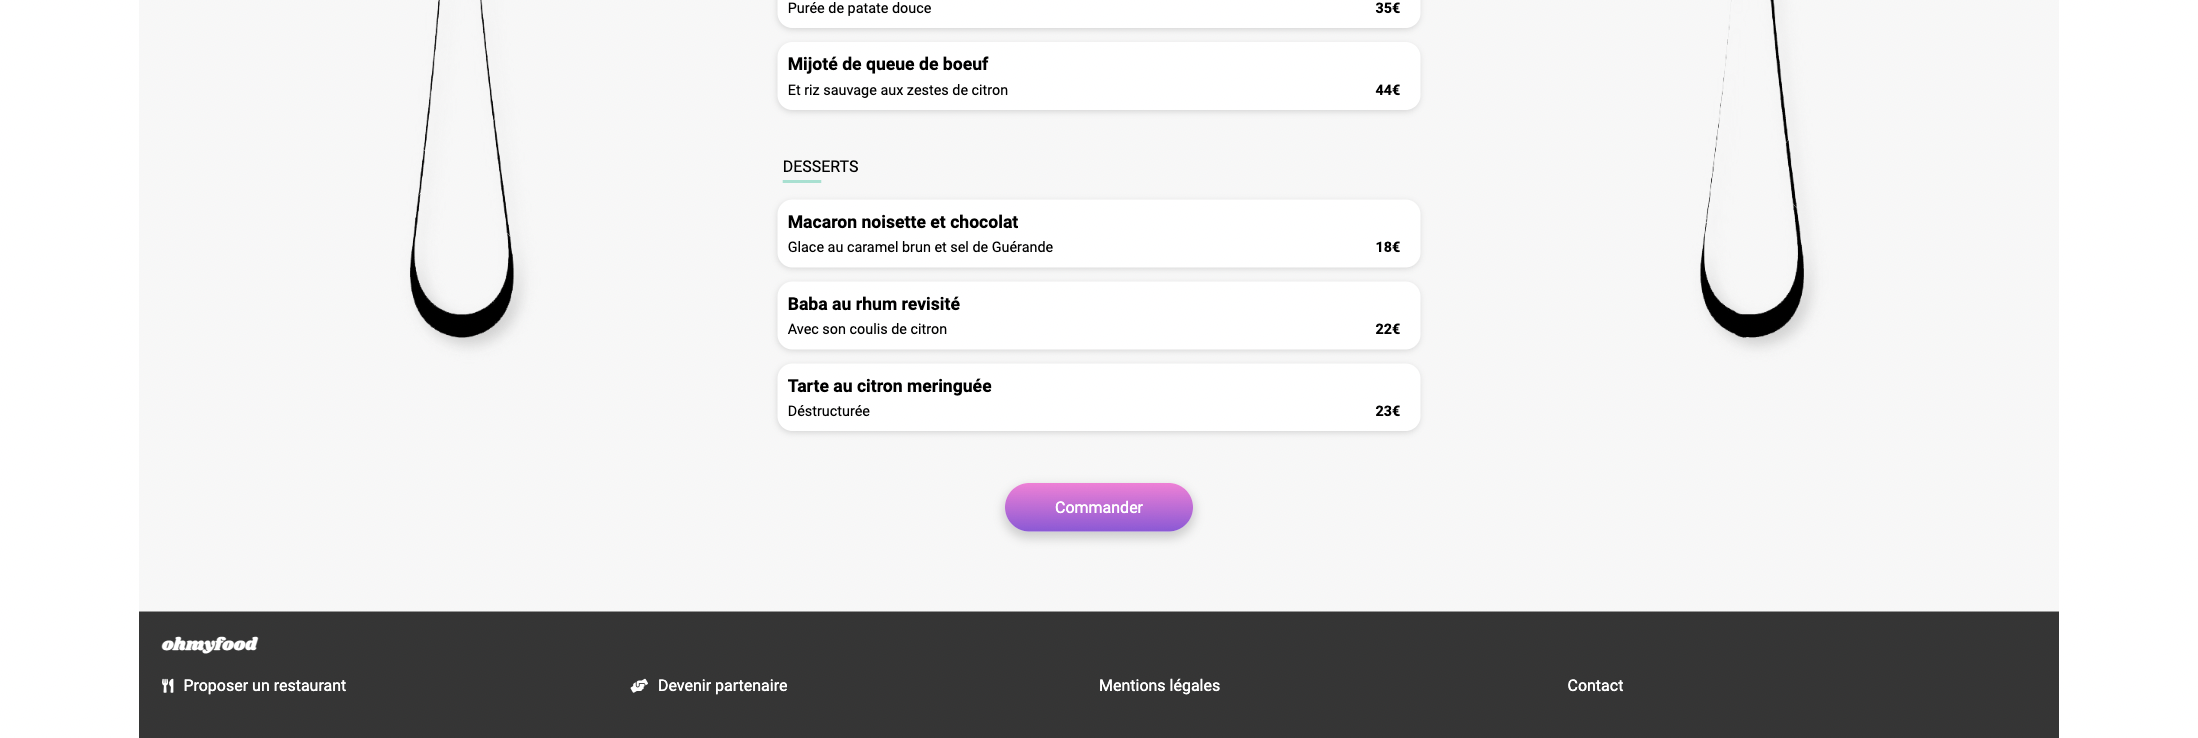 Purée de patate douce 35€
Mijoté de queue de boeuf
Et riz sauvage aux zestes de citron 44€
DESSERTS
Macaron noisette et chocolat
Glace au caramel brun et sel de Guérande 18€
Baba au rhum revisité
Avec son coulis de citron 22€
Tarte au citron meringuée
Déstructurée 23€
Commander
ohmyfood
Proposer un restaurant Devenir partenaire Mentions légales Contact